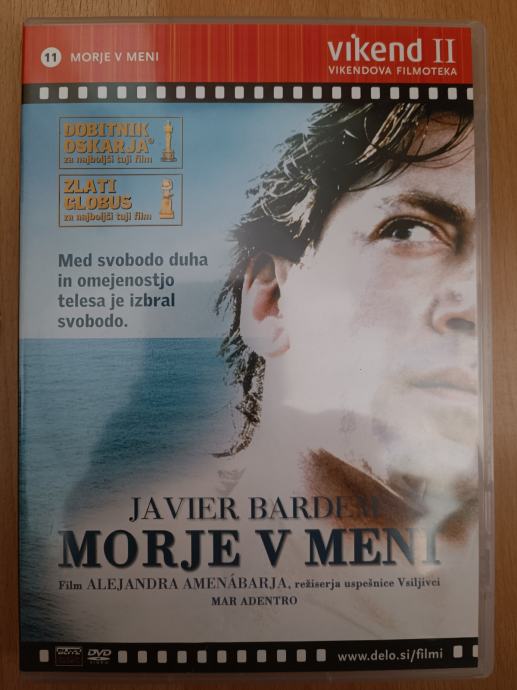 11 MORJE V MENI
vikend II
VIKENDOVA FILMOTEKA
DOBITNIK
OSKARJA®
za najboljši tuji film
ZLATI
GLOBUS
za najboljši tuji film
Med svobodo duha
in omejenostjo
telesa je izbral
svobodo.
JAVIER BARDEM
MORJE V MENI
Film ALEJANDRA AMENÁBARJA, režiserja uspešnice Vsiljivci
MAR ADENTRO
DVD
VIDEO
www.delo.si/filmi